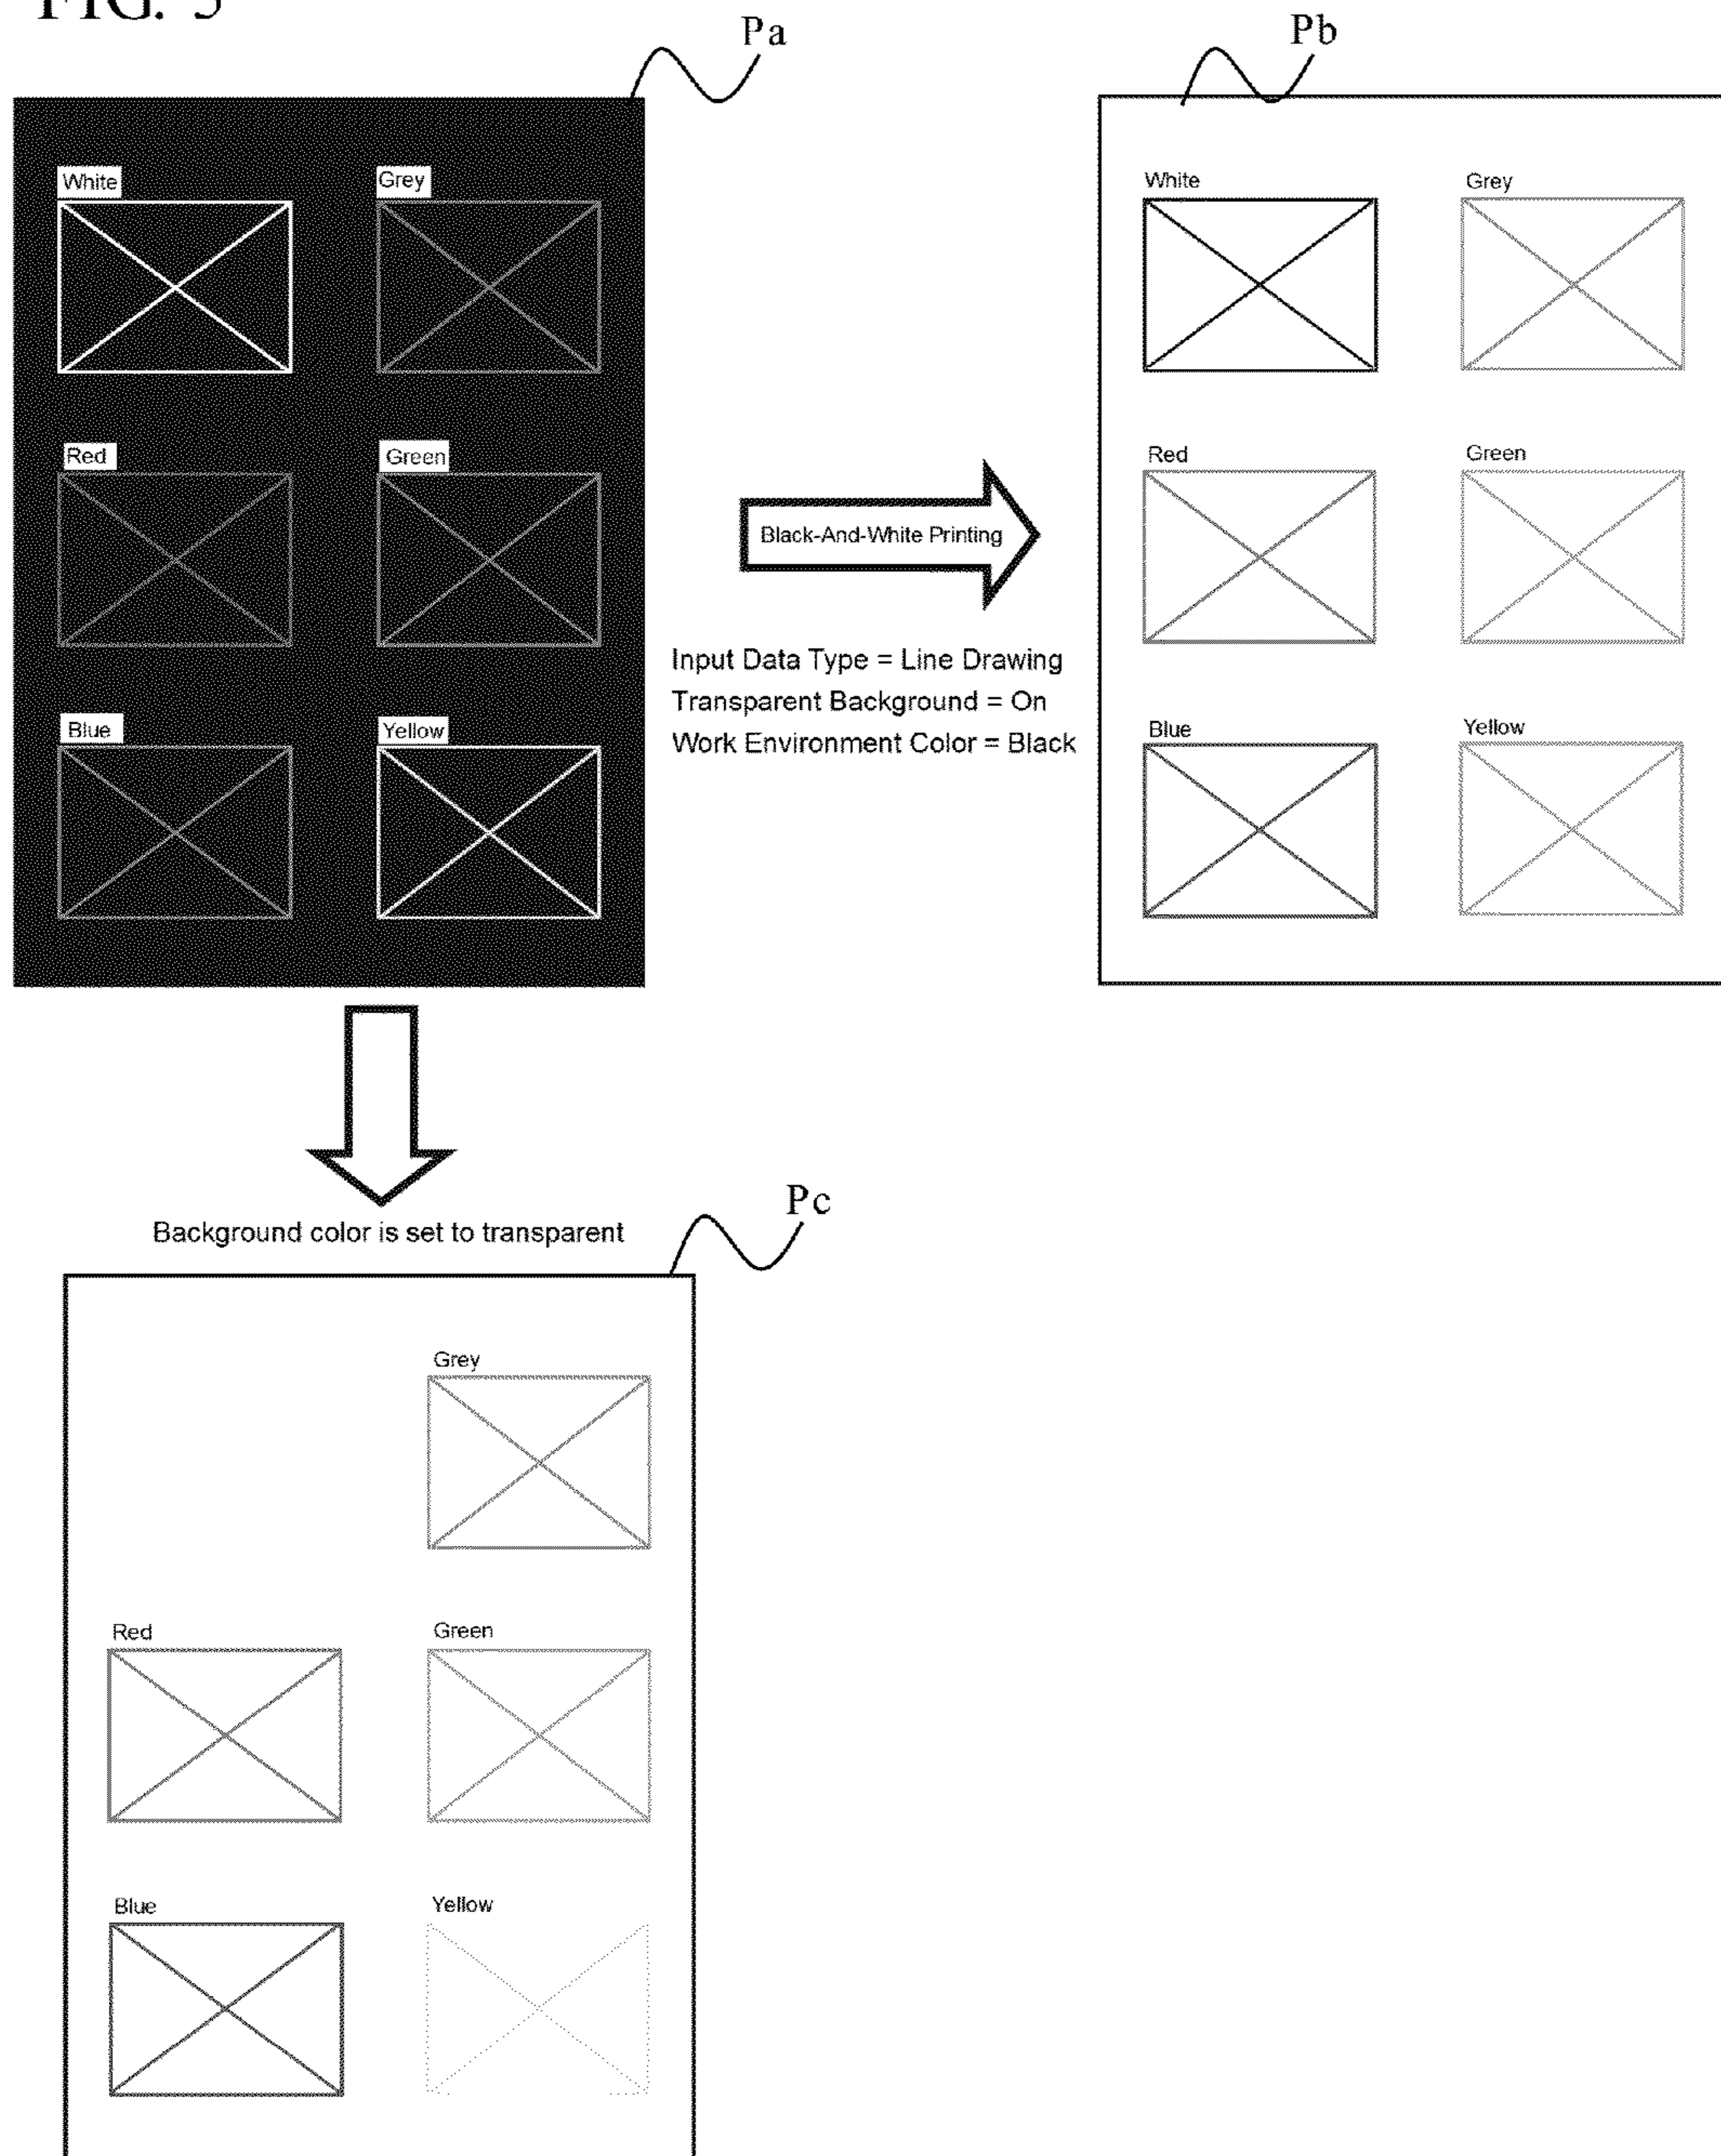 Pa
Pb
White
Grey
Red
Green
Blue
Yellow
Black-And-White Printing
Input Data Type = Line Drawing
Transparent Background = On
Work Environment Color = Black
White
Grey
Red
Green
Blue
Yellow
Background color is set to transparent
Pc
Grey
Red
Green
Blue
Yellow